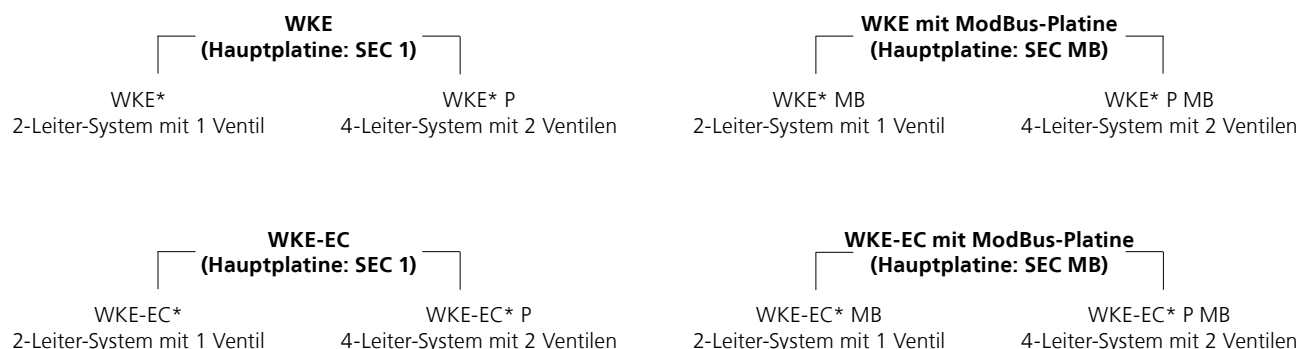 WKE
(Hauptplatine: SEC 1)
WKE*
2-Leiter-System mit 1 Ventil
WKE* P
4-Leiter-System mit 2 Ventilen
WKE mit ModBus-Platine
(Hauptplatine: SEC MB)
WKE* MB
2-Leiter-System mit 1 Ventil
WKE* P MB
4-Leiter-System mit 2 Ventilen
WKE-EC
(Hauptplatine: SEC 1)
WKE-EC*
2-Leiter-System mit 1 Ventil
WKE-EC* P
4-Leiter-System mit 2 Ventilen
WKE-EC mit ModBus-Platine
(Hauptplatine: SEC MB)
WKE-EC* MB
2-Leiter-System mit 1 Ventil
WKE-EC* P MB
4-Leiter-System mit 2 Ventilen